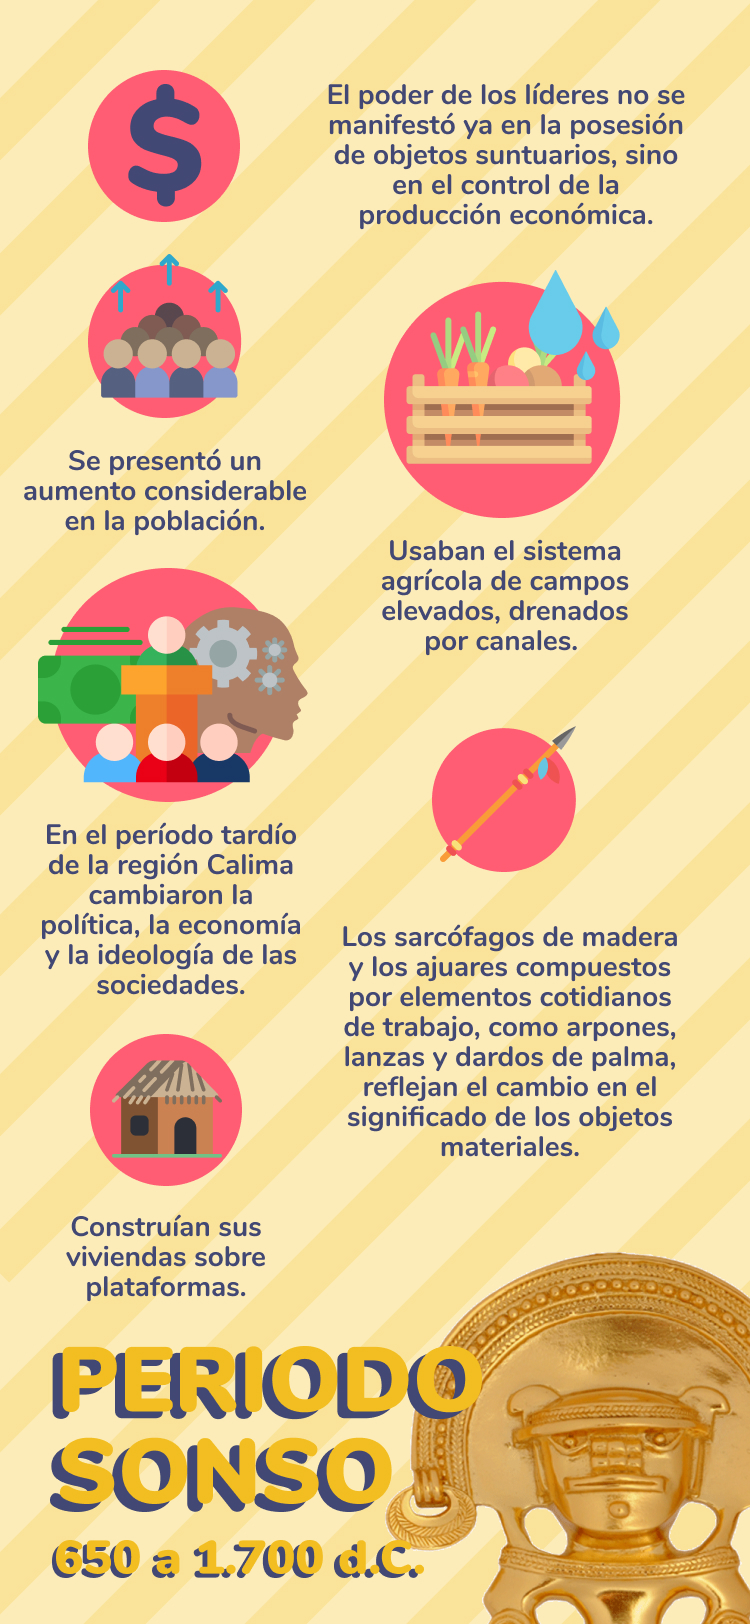 El poder de los líderes no se
manifestó ya en la posesión
de objetos suntuarios, sino
en el control de la
producción económica.
Se presentó un
aumento considerable
en la población.
Usaban el sistema
agrícola de campos
elevados, drenados
por canales.
En el período tardío
de la región Calima
cambiaron la
política, la economía
y la ideología de las
sociedades.
Los sarcófagos de madera
y los ajuares compuestos
por elementos cotidianos
de trabajo, como arpones,
lanzas y dardos de palma,
reflejan el cambio en el
significado de los objetos
materiales.
Construían sus
viviendas sobre
plataformas.
PERIODO
SONSO
650 a 1.700 d.C.